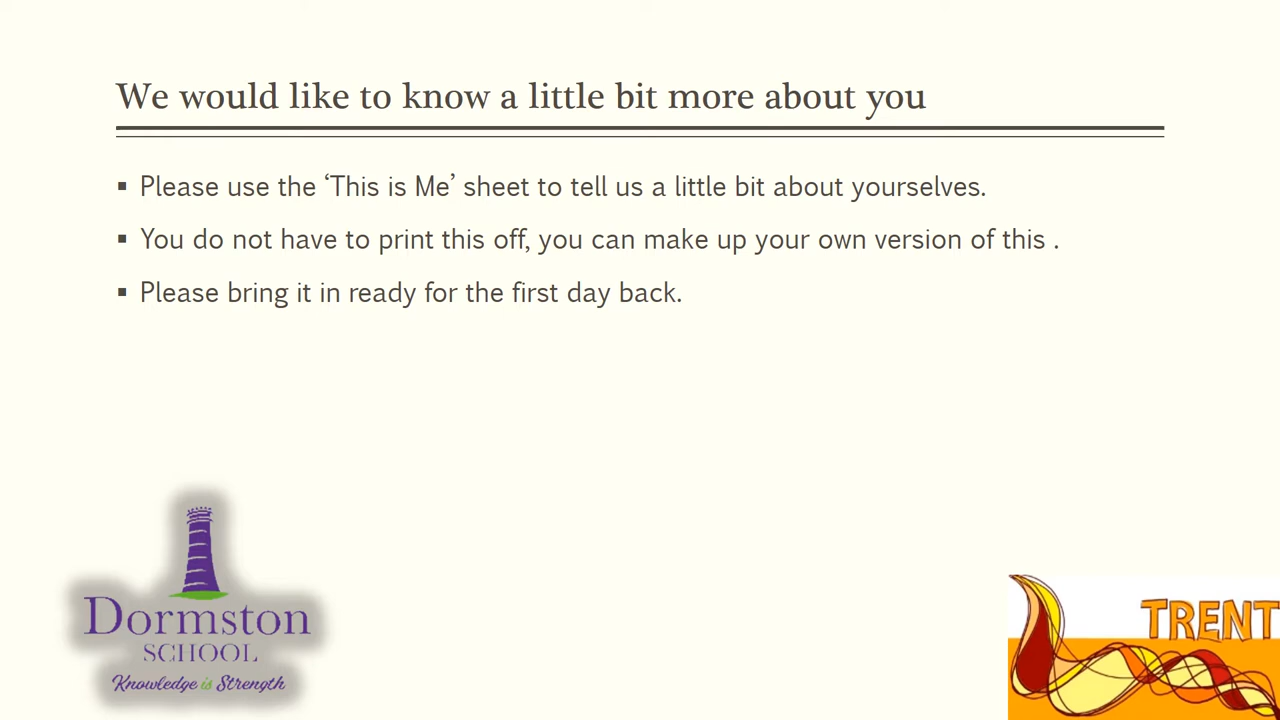 We would like to know a little bit more about you
▪ Please use the ‘This is Me’ sheet to tell us a little bit about yourselves.
▪ You do not have to print this off, you can make up your own version of this .
▪ Please bring it in ready for the first day back.
Dormston
SCHOOL
Knowledge is Strength
TRENT